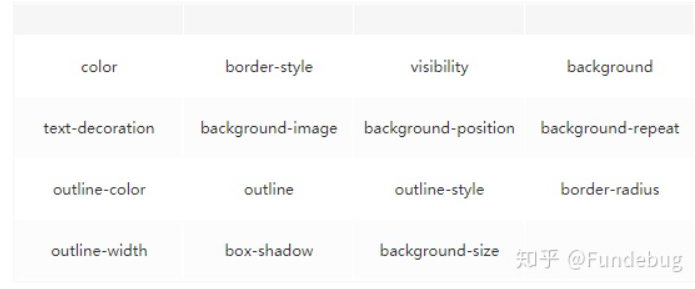 color border-style visibility background
text-decoration background-image background-position background-repeat
outline-color outline outline-style border-radius
outline-width box-shadow background-size
知乎 @Fundebug